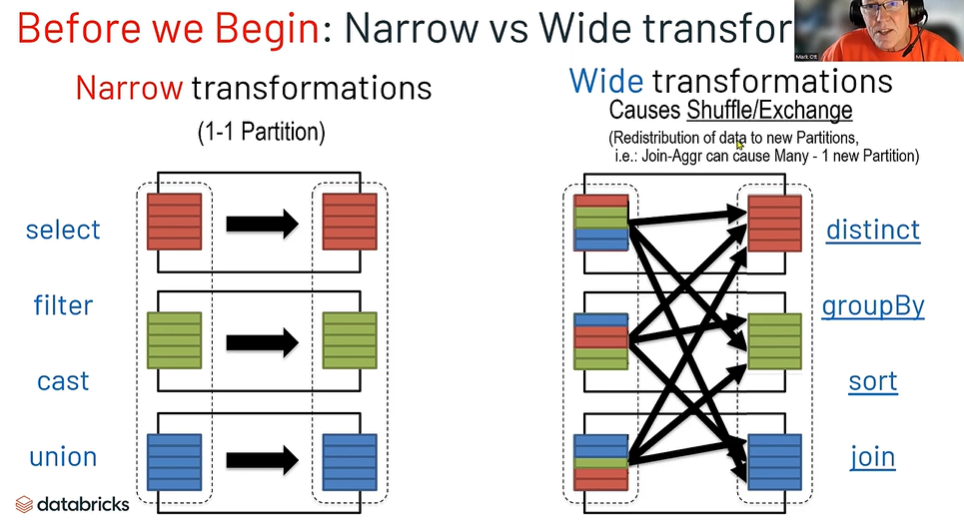 Before we Begin: Narrow vs Wide transfor
Mark Ott
Narrow transformations
(1-1 Partition)
select
filter
cast
union
Wide transformations
Causes Shuffle/Exchange
(Redistribution of data to new Partitions,
i.e.: Join-Aggr can cause Many - 1 new Partition)
distinct
groupBy
sort
join
databricks